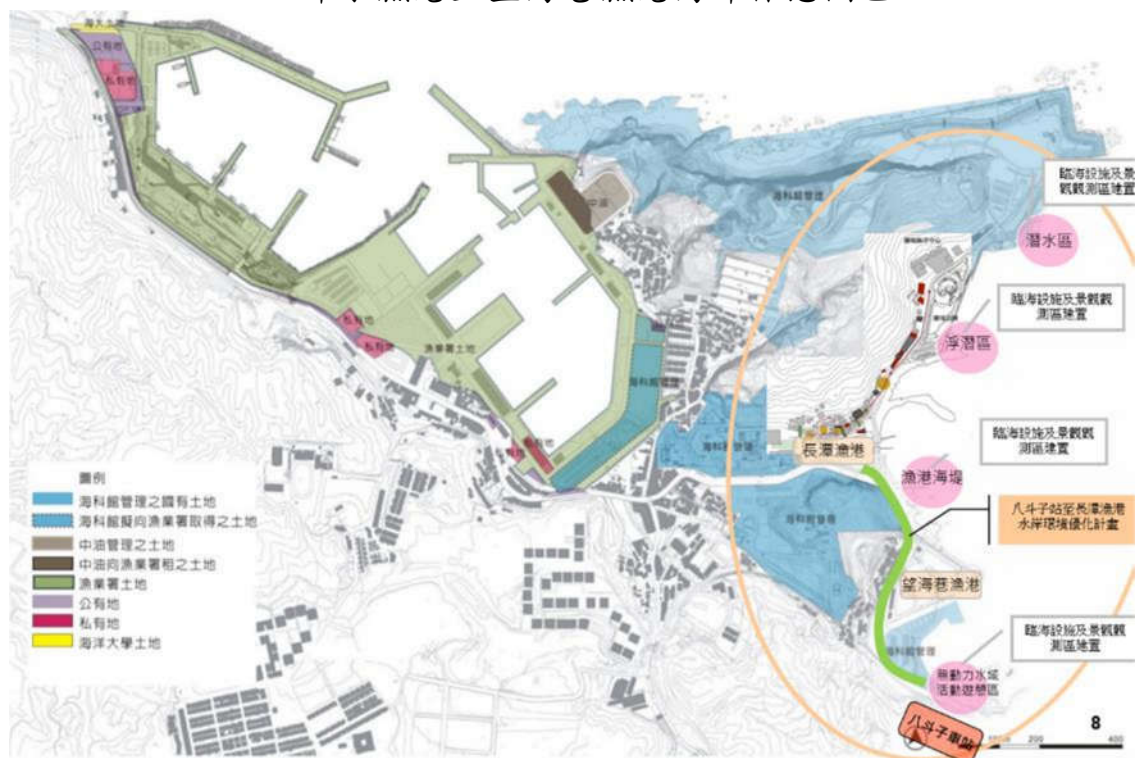 公有地
私有地
中油
海科館管理
臨海設施及景
觀觀測區建置
潛水區
臨海設施及景觀觀
測區建置
浮潛區
私有地
私有地
漁業署土地
海科館管理
海科館管理
長潭漁港
臨海設施及景觀觀
測區建置
漁港海堤
圖例
海科館管理之國有土地
海科館擬向漁業署取得之土地
中油管理之土地
中油向漁業署租之土地
漁業署土地
公有地
私有地
海洋大學土地
海科館管理
八斗子站至長潭漁港
水岸環境優化計畫
望海巷漁港
臨海設施及景觀觀
測區建置
海科館管理
無動力水域
活動遊憩區
八斗子車站
8
200
400